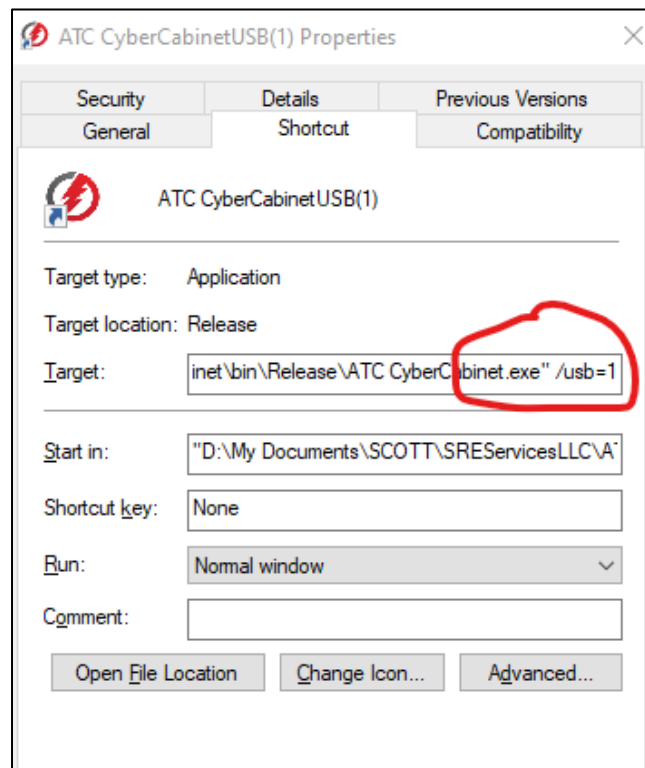 ATC CyberCabinetUSB(1) Properties
Security Details Previous Versions
General Shortcut Compatibility
ATC CyberCabinetUSB(1)
Target type: Application
Target location: Release
Target: inet\bin\Release\ATC CyberCabinet.exe" /usb=1
Start in: "D:\My Documents\SCOTT\SREServicesLLC\AT
Shortcut key: None
Run: Normal window
Comment:
Open File Location Change Icon... Advanced...